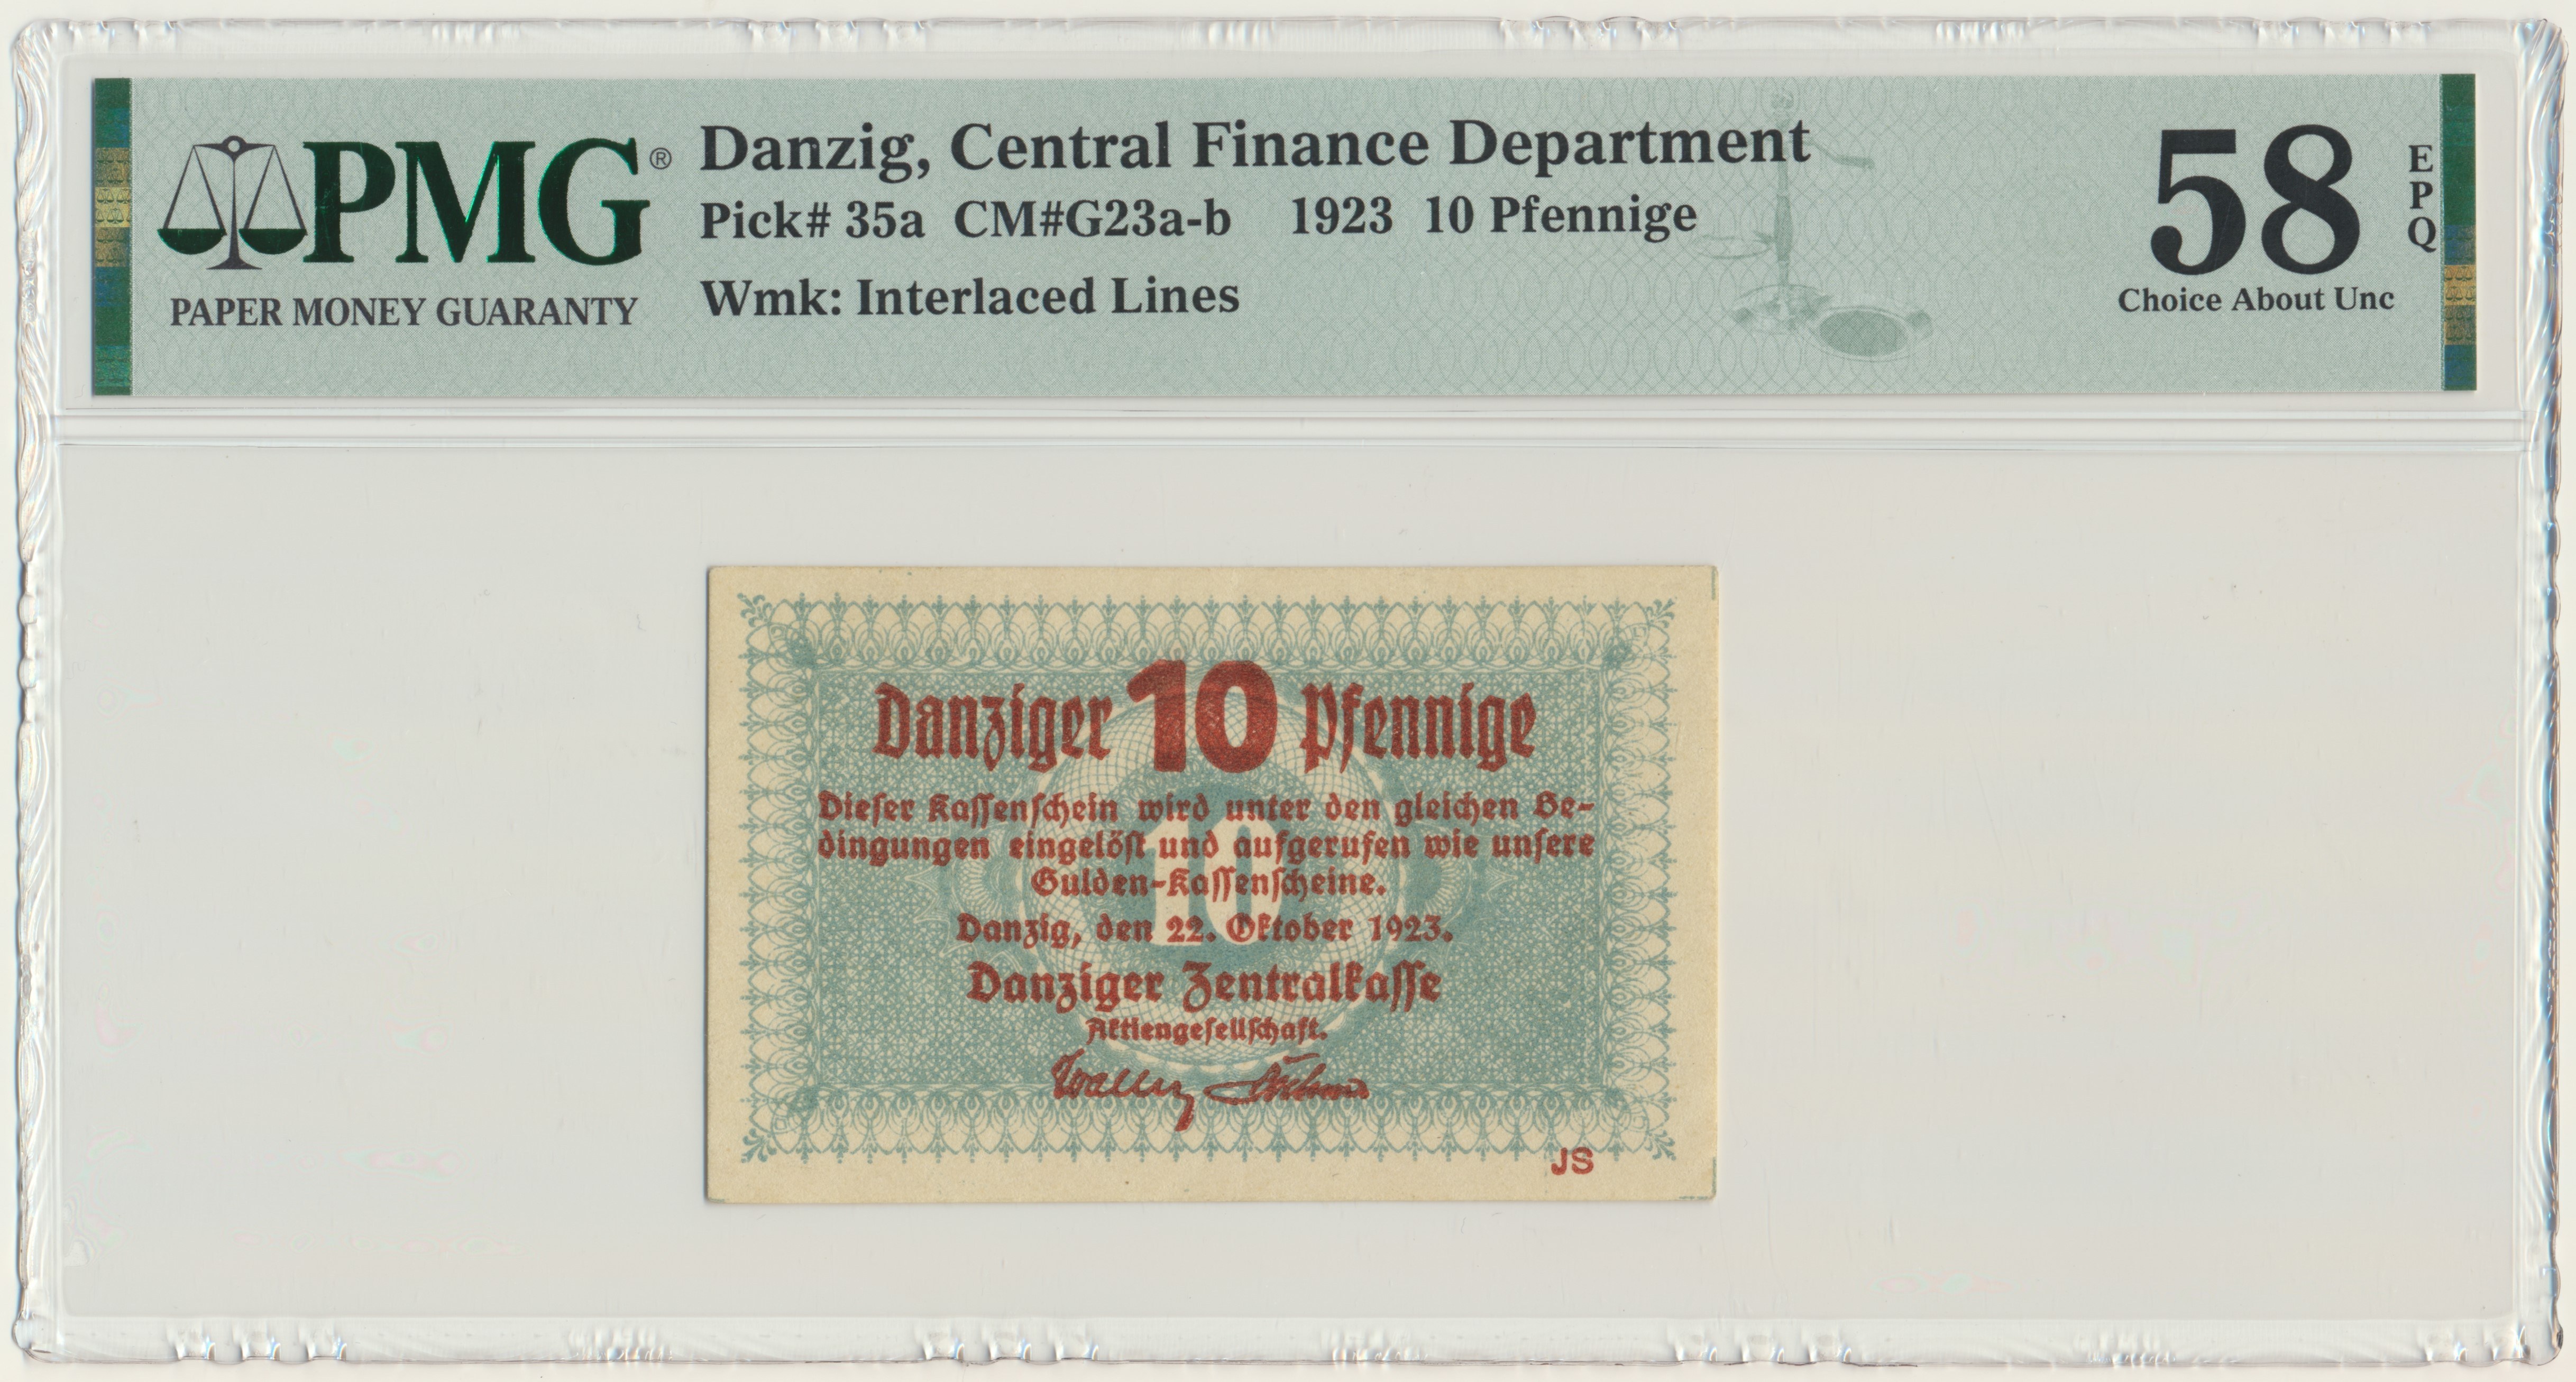 PMG®
PAPER MONEY GUARANTY
Danzig, Central Finance Department
Pick# 35a CM#G23a-b 1923 10 Pfennige
Wmk: Interlaced Lines
58
EPQ
Choice About Unc
Danziger 10 Pfennige
Dieser Kassenschein wird unter den gleichen Be-
dingungen eingelöst und aufgerufen wie unsere
Gulden-Kassenscheine.
10
Danzig, den 22. Oktober 1923.
Danziger Zentralkasse
Aktiengesellschaft.
JS